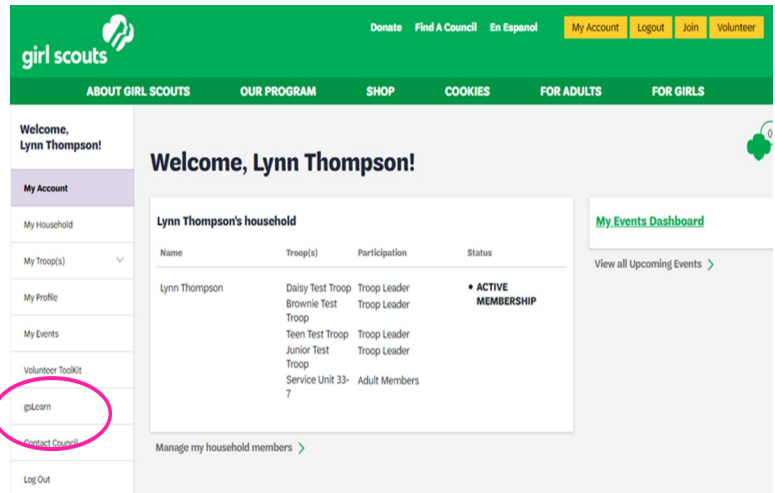 girl scouts
Donate Find A Council En Espanol My Account Logout Join Volunteer
ABOUT GIRL SCOUTS OUR PROGRAM SHOP COOKIES FOR ADULTS FOR GIRLS
Welcome,
Lynn Thompson!
My Account
My Household
My Troop(s)
My Profile
My Events
Volunteer ToolKit
gsLearn
Contact Council
Log Out
Welcome, Lynn Thompson!
Lynn Thompson's household
Name Troop(s) Participation Status
Lynn Thompson Daisy Test Troop Troop Leader • ACTIVE
Brownie Test Troop Leader MEMBERSHIP
Troop
Teen Test Troop Troop Leader
Junior Test Troop Leader
Troop
Service Unit 33- Adult Members
7
Manage my household members
My Events Dashboard
View all Upcoming Events
0